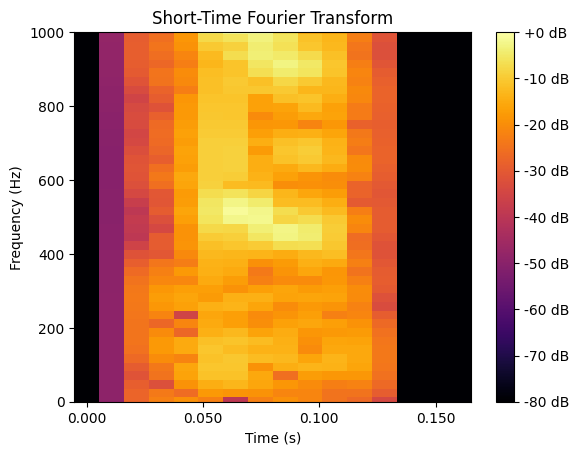 Short-Time Fourier Transform
1000
800
600
400
200
0
Frequency (Hz)
0.000
0.050
0.100
0.150
Time (s)
+0 dB
-10 dB
-20 dB
-30 dB
-40 dB
-50 dB
-60 dB
-70 dB
-80 dB